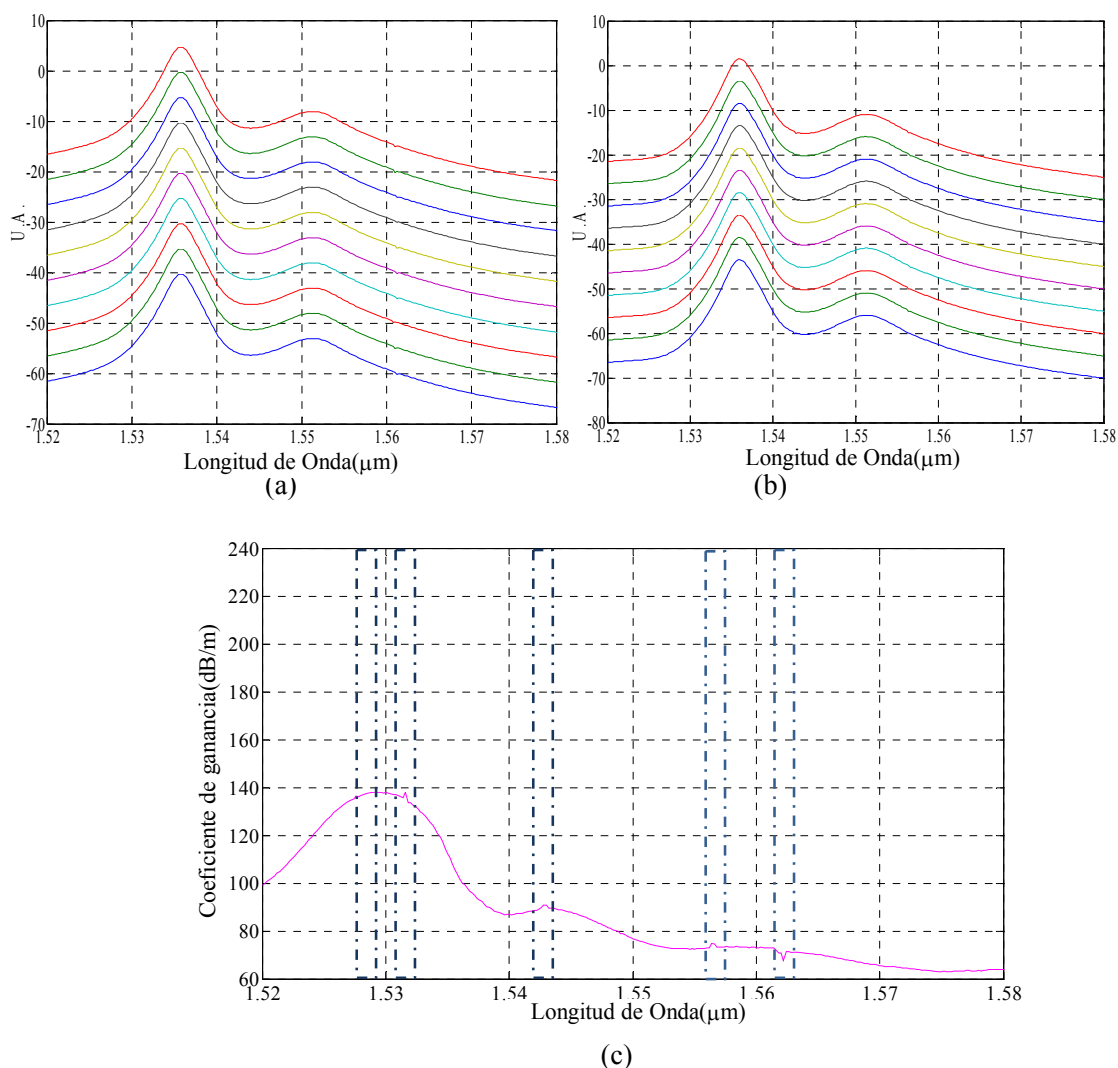 10
0
-10
-20
-30
-40
-50
-60
-70
U.A.
1.52 1.53 1.54 1.55 1.56 1.57 1.58
Longitud de Onda(μm)
(a)
10
0
-10
-20
-30
-40
-50
-60
-70
-80
U.A.
1.52 1.53 1.54 1.55 1.56 1.57 1.58
Longitud de Onda(μm)
(b)
240
220
200
180
160
140
120
100
80
60
Coeficiente de ganancia(dB/m)
1.52 1.53 1.54 1.55 1.56 1.57 1.58
Longitud de Onda(μm)
(c)